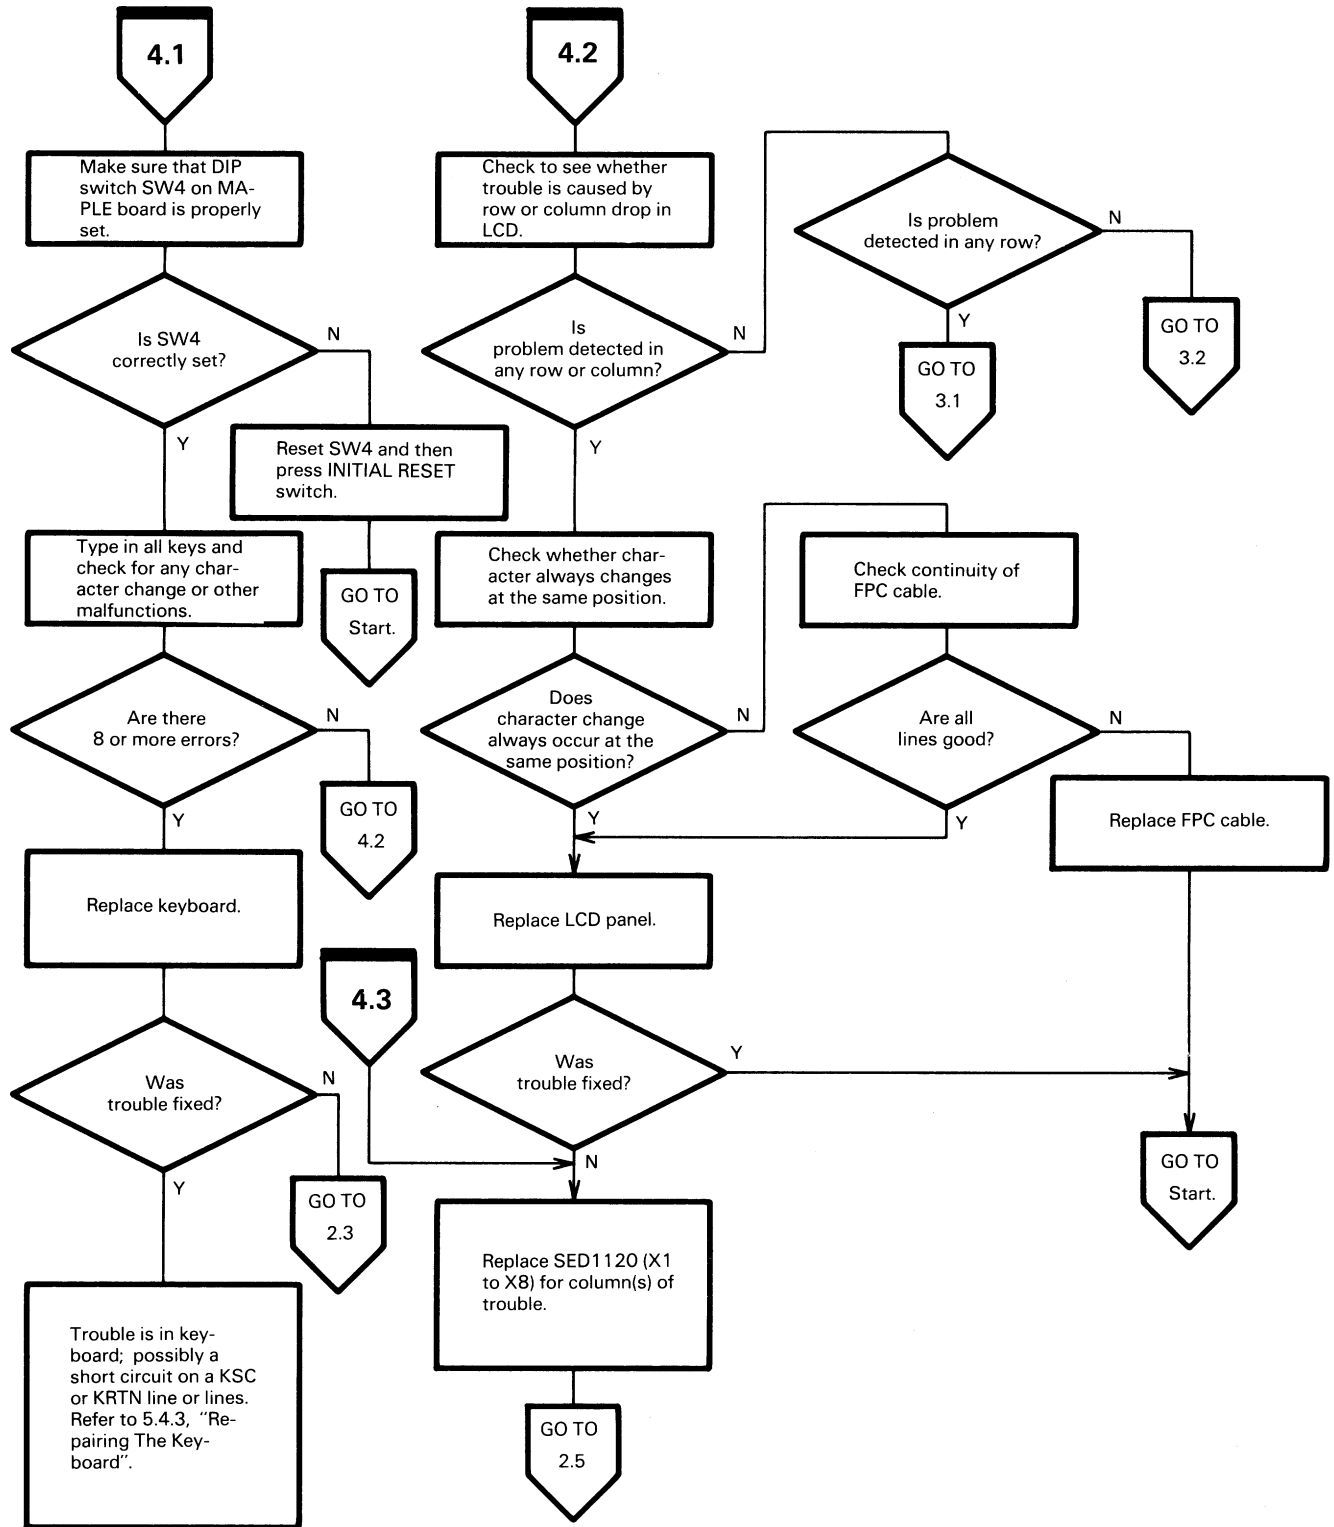 4.1
Make sure that DIP
switch SW4 on MA-
PLE board is properly
set.
Is SW4
correctly set?
N
Y
Reset SW4 and then
press INITIAL RESET
switch.
GO TO
Start.
Type in all keys and
check for any char-
acter change or other
malfunctions.
Are there
8 or more errors?
N
Y
GO TO
4.2
Replace keyboard.
Was
trouble fixed?
N
Y
GO TO
2.3
Trouble is in key-
board; possibly a
short circuit on a KSC
or KRTN line or lines.
Refer to 5.4.3, "Re-
pairing The Key-
board".
4.2
Check to see whether
trouble is caused by
row or column drop in
LCD.
Is
problem detected in
any row or column?
N
Y
Is problem
detected in any row?
N
Y
GO TO
3.2
GO TO
3.1
Check whether char-
acter always changes
at the same position.
Does
character change
always occur at the
same position?
N
Y
Check continuity of
FPC cable.
Are all
lines good?
N
Y
Replace FPC cable.
Replace LCD panel.
4.3
Was
trouble fixed?
Y
N
GO TO
Start.
Replace SED1120 (X1
to X8) for column(s) of
trouble.
GO TO
2.5